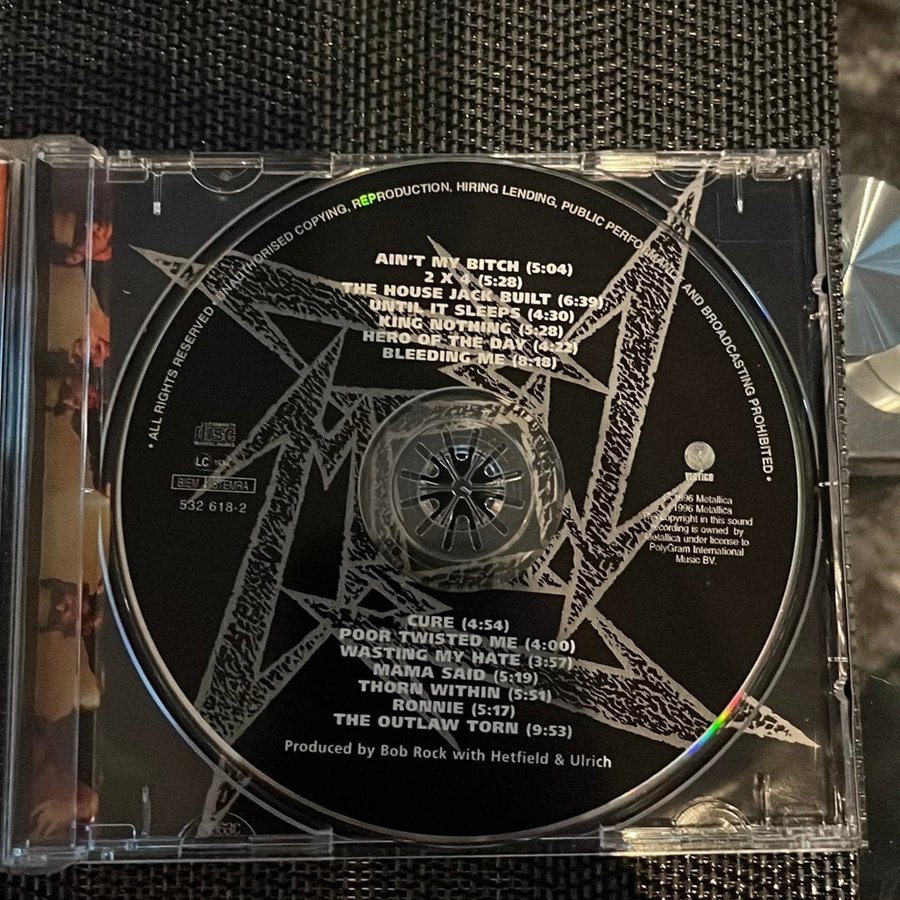 • ALL RIGHTS RESERVED UNAUTHORISED COPYING, REPRODUCTION, HIRING LENDING, PUBLIC PERFORMANCE AND BROADCASTING PROHIBITED •
AIN'T MY BITCH (5:04)
2 X 4 (5:28)
THE HOUSE JACK BUILT (6:39)
UNTIL IT SLEEPS (4:30)
KING NOTHING (5:28)
HERO OF THE DAY (4:22)
BLEEDING ME (8:18)
DISC
LC
BIEM / STEMRA
532 618-2
VERTIGO
1996 Metallica
1996 Metallica
The copyright in this sound
recording is owned by
Metallica under license to
PolyGram International
Music BV.
CURE (4:54)
POOR TWISTED ME (4:00)
WASTING MY HATE (3:57)
MAMA SAID (5:19)
THORN WITHIN (5:51)
RONNIE (5:17)
THE OUTLAW TORN (9:53)
Produced by Bob Rock with Hetfield & Ulrich